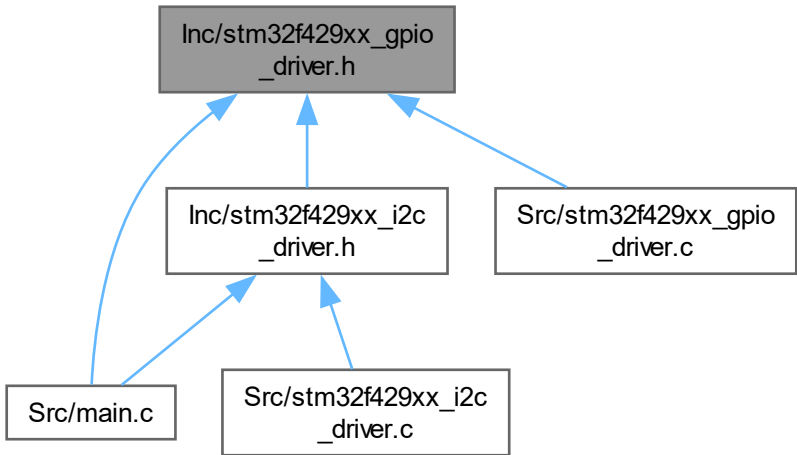 Inc/stm32f429xx_gpio
_driver.h
Inc/stm32f429xx_i2c
_driver.h
Src/stm32f429xx_gpio
_driver.c
Src/main.c
Src/stm32f429xx_i2c
_driver.c